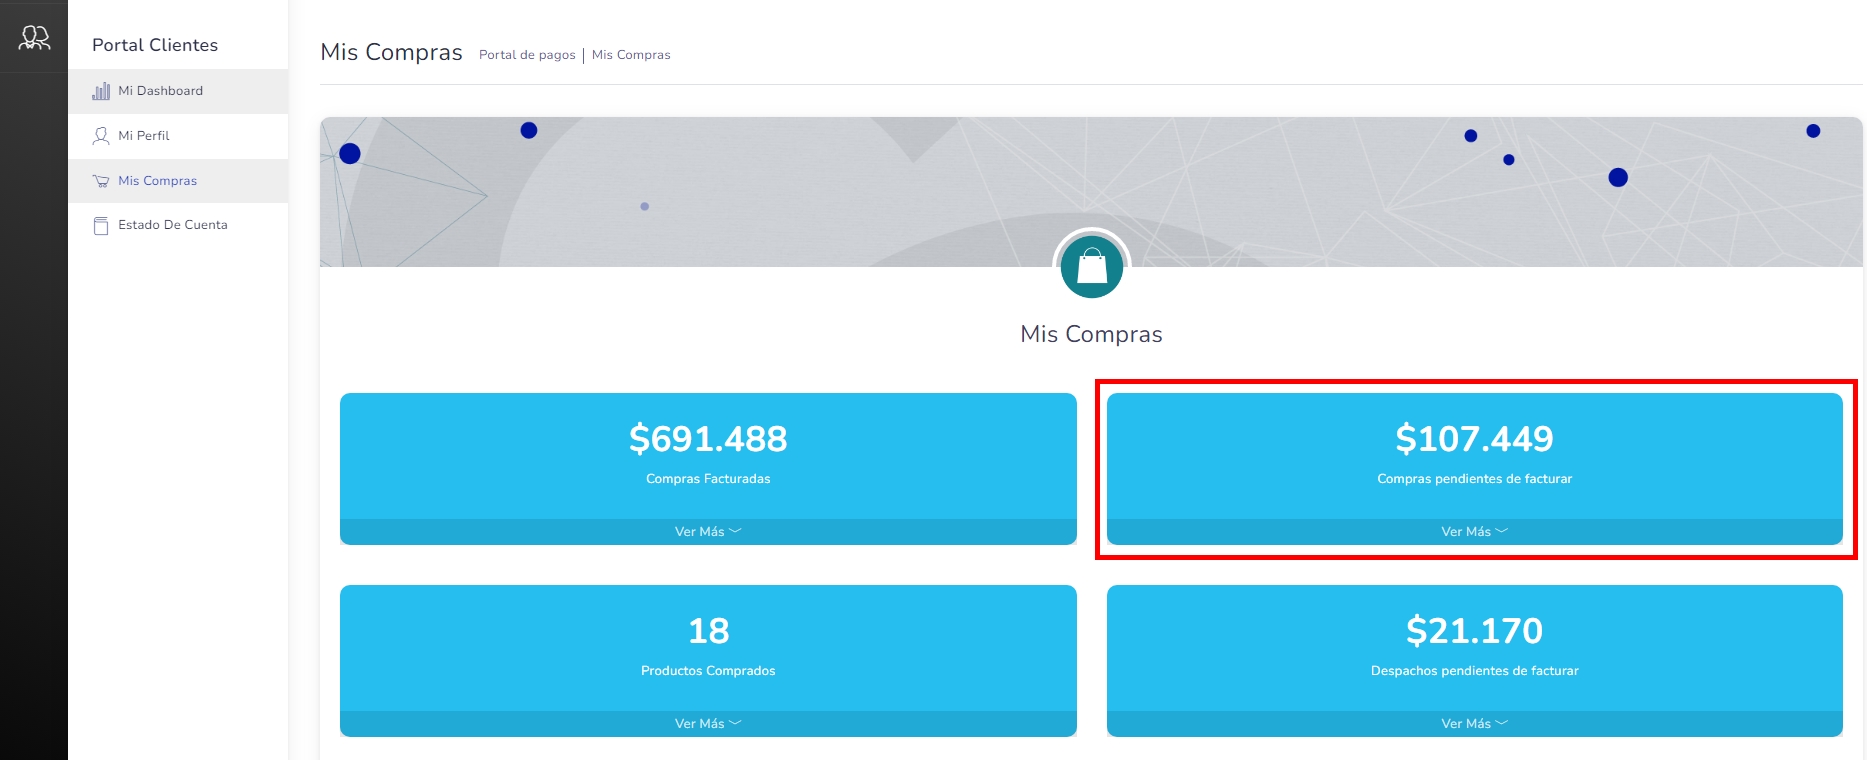 Portal Clientes
Mi Dashboard
Mi Perfil
Mis Compras
Estado De Cuenta
Mis Compras Portal de pagos | Mis Compras
Mis Compras
$691.488
Compras Facturadas
Ver Más
$107.449
Compras pendientes de facturar
Ver Más
18
Productos Comprados
Ver Más
$21.170
Despachos pendientes de facturar
Ver Más